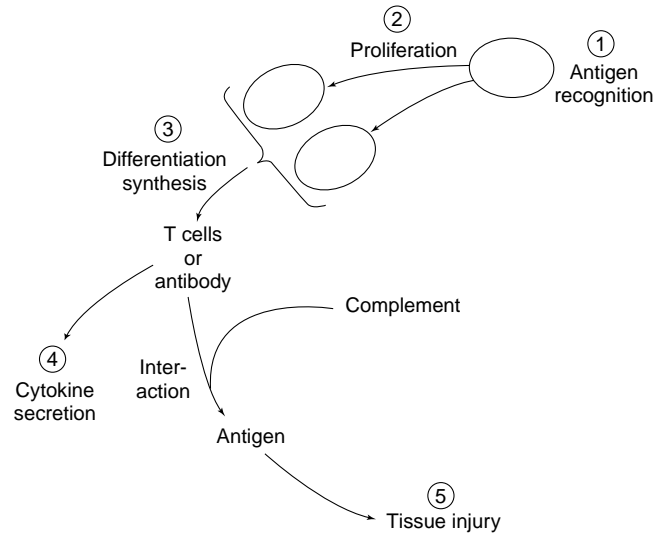 1
Antigen
recognition
2
Proliferation
3
Differentiation
synthesis
T cells
or
antibody
4
Cytokine
secretion
Inter-
action
Complement
Antigen
5
Tissue injury